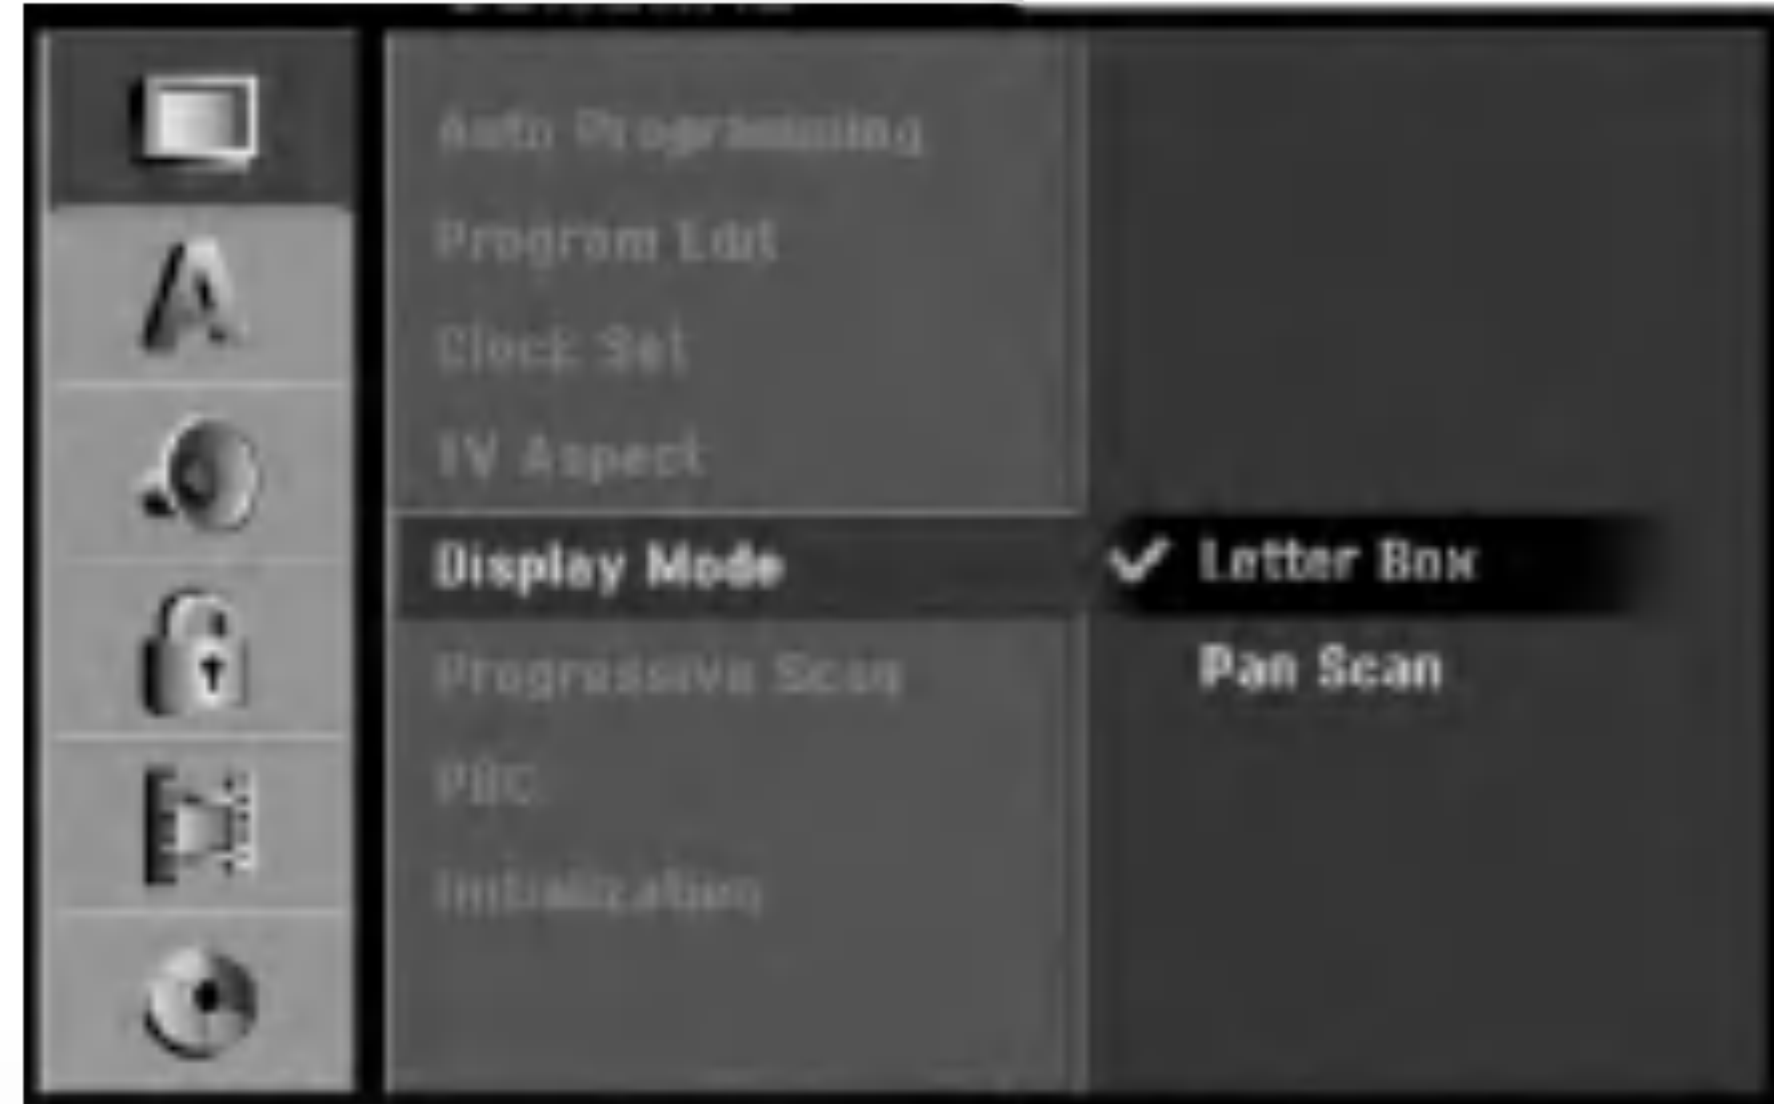 Auto Programming
Program Edit
Clock Set
TV Aspect
Display Mode
✔ Letter Box
Pan Scan
Progressive Scan
PBC
Initialization